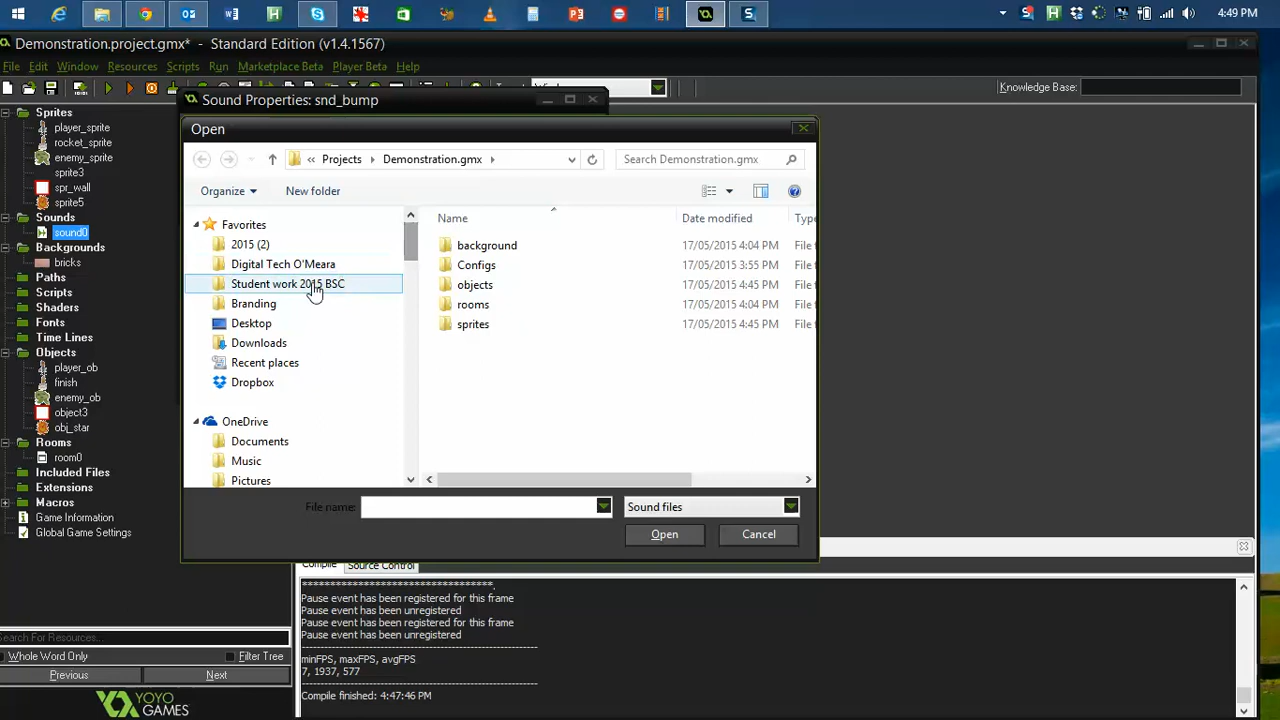 4:49 PM
Demonstration.project.gmx* - Standard Edition (v1.4.1567)
File Edit Window Resources Scripts Run Marketplace Beta Player Beta Help
Knowledge Base:
Sprites
player_sprite
rocket_sprite
enemy_sprite
sprite3
spr_wall
sprite5
Sounds
sound0
Backgrounds
bricks
Paths
Scripts
Shaders
Fonts
Time Lines
Objects
player_ob
finish
enemy_ob
object3
obj_star
Rooms
room0
Included Files
Extensions
Macros
Game Information
Global Game Settings
Search For Resources...
Whole Word Only Filter Tree
Previous Next
YOYO
GAMES
Sound Properties: snd_bump
Open
« Projects Demonstration.gmx
Search Demonstration.gmx
Organize New folder
Favorites
2015 (2)
Digital Tech O'Meara
Student work 2015 BSC
Branding
Desktop
Downloads
Recent places
Dropbox
OneDrive
Documents
Music
Pictures
Name Date modified Type
background 17/05/2015 4:04 PM File f
Configs 17/05/2015 3:55 PM File f
objects 17/05/2015 4:45 PM File f
rooms 17/05/2015 4:04 PM File f
sprites 17/05/2015 4:45 PM File f
File name: Sound files
Open Cancel
Compile Source Control
Pause event has been registered for this frame
Pause event has been unregistered
Pause event has been registered for this frame
Pause event has been unregistered
minFPS, maxFPS, avgFPS
7, 1937, 577
Compile finished: 4:47:46 PM